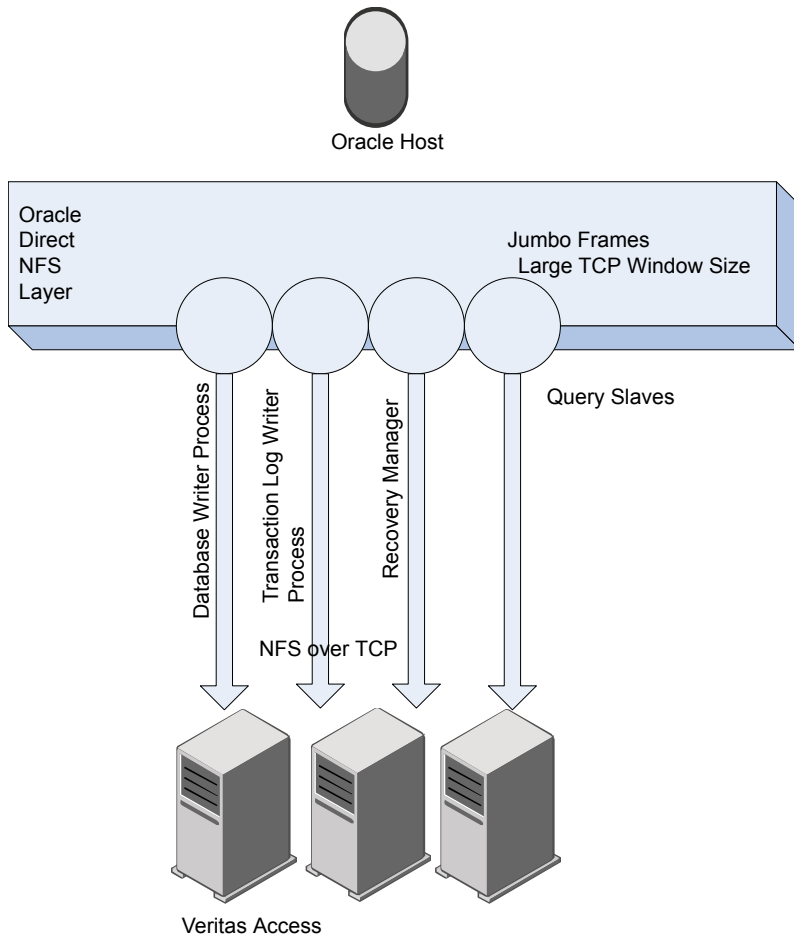 Oracle Host
Oracle
Direct
NFS
Layer
Jumbo Frames
Large TCP Window Size
Database Writer Process
Transaction Log Writer
Process
Recovery Manager
Query Slaves
NFS over TCP
Veritas Access